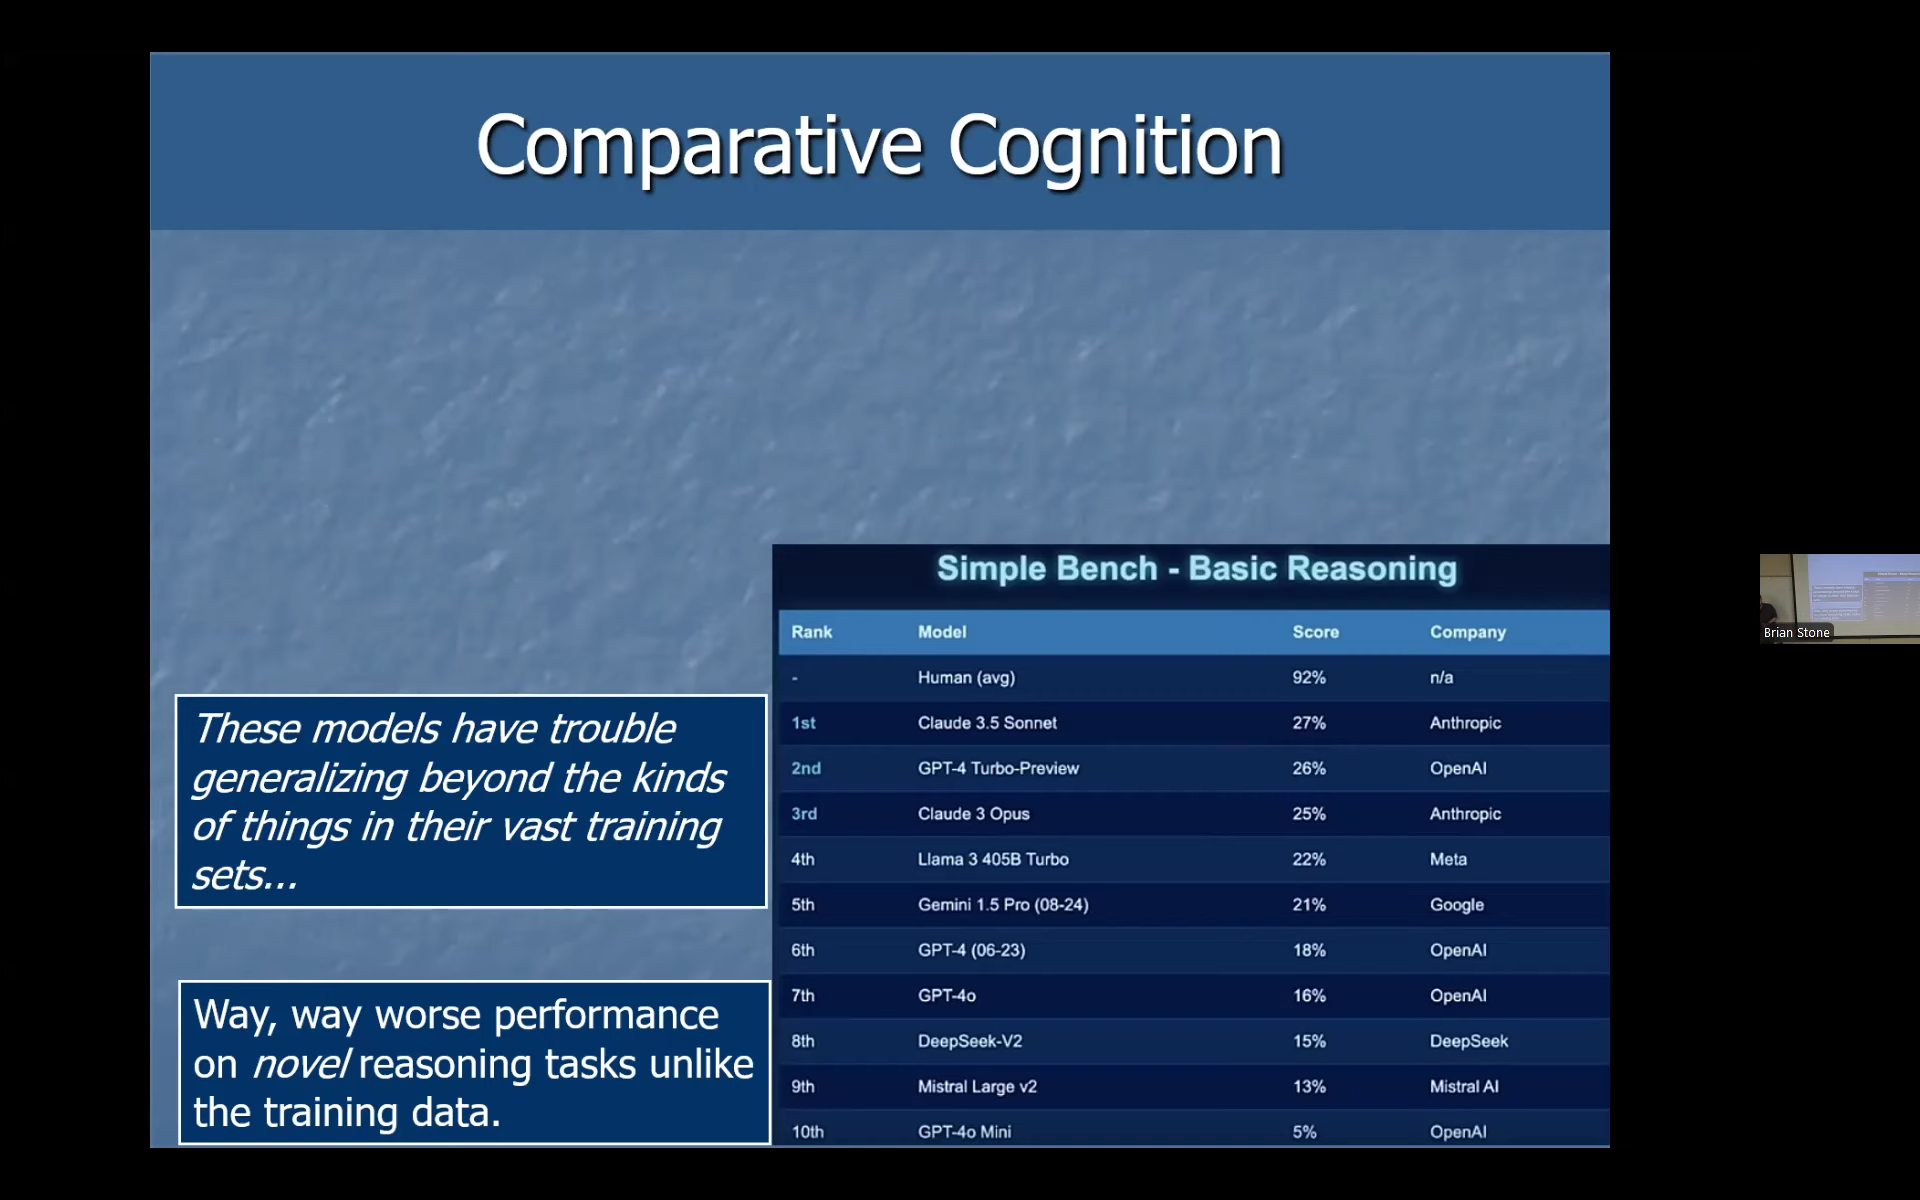 Comparative Cognition
These models have trouble
generalizing beyond the kinds
of things in their vast training
sets...
Way, way worse performance
on novel reasoning tasks unlike
the training data.
Simple Bench - Basic Reasoning
Rank Model Score Company
- Human (avg) 92% n/a
1st Claude 3.5 Sonnet 27% Anthropic
2nd GPT-4 Turbo-Preview 26% OpenAI
3rd Claude 3 Opus 25% Anthropic
4th Llama 3 405B Turbo 22% Meta
5th Gemini 1.5 Pro (08-24) 21% Google
6th GPT-4 (06-23) 18% OpenAI
7th GPT-4o 16% OpenAI
8th DeepSeek-V2 15% DeepSeek
9th Mistral Large v2 13% Mistral AI
10th GPT-4o Mini 5% OpenAI
Brian Stone